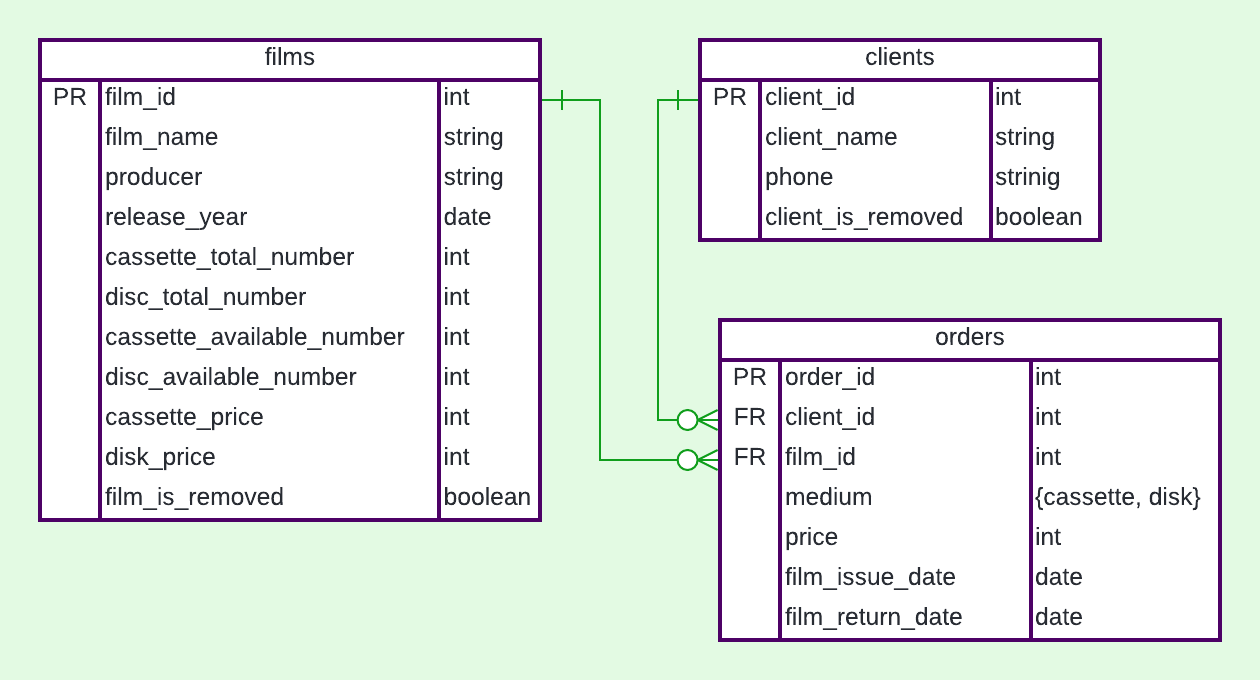 films
PR film_id int
film_name string
producer string
release_year date
cassette_total_number int
disc_total_number int
cassette_available_number int
disc_available_number int
cassette_price int
disk_price int
film_is_removed boolean
clients
PR client_id int
client_name string
phone strinig
client_is_removed boolean
orders
PR order_id int
FR client_id int
FR film_id int
medium {cassette, disk}
price int
film_issue_date date
film_return_date date